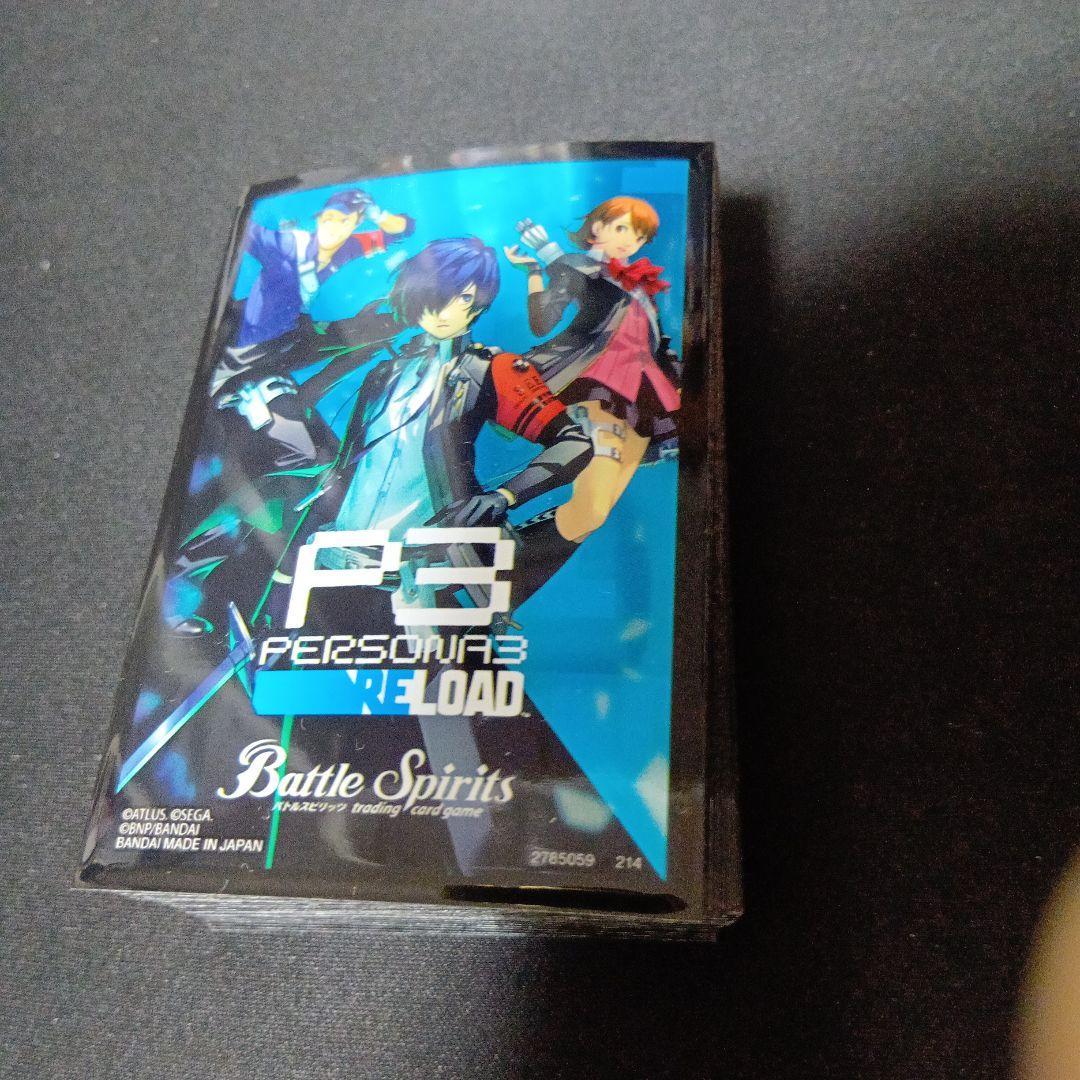 P3
PERSONA3
RELOAD™
Battle Spirits
バトルスピリッツ trading card game
©ATLUS. ©SEGA.
©BNP/BANDAI
BANDAI MADE IN JAPAN
2785059 214